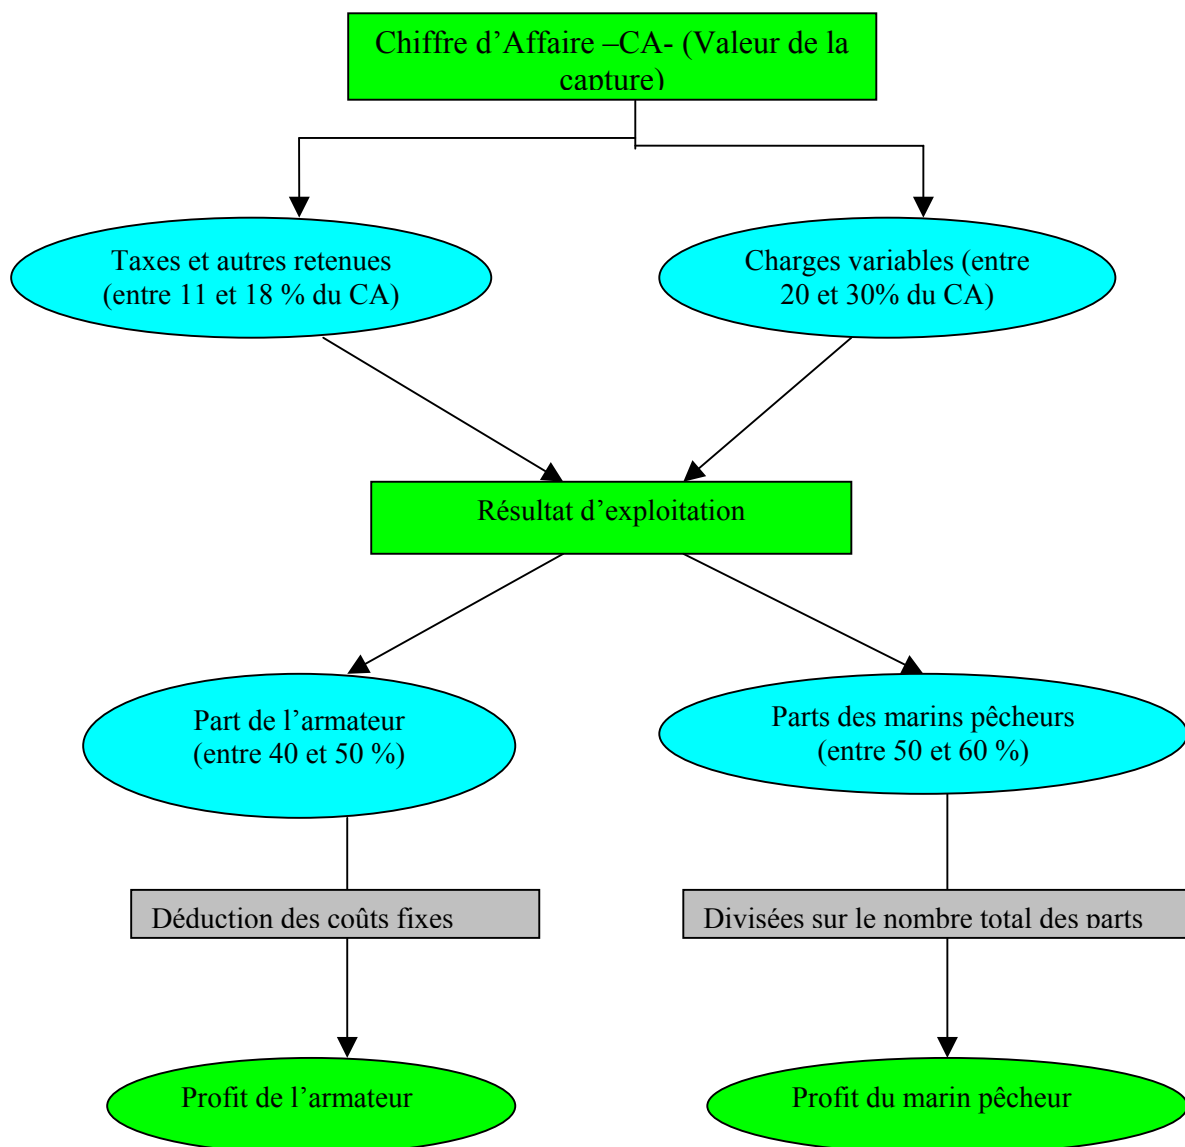 Chiffre d’Affaire –CA- (Valeur de la
capture)
Taxes et autres retenues
(entre 11 et 18 % du CA)
Charges variables (entre
20 et 30% du CA)
Résultat d’exploitation
Part de l’armateur
(entre 40 et 50 %)
Parts des marins pêcheurs
(entre 50 et 60 %)
Déduction des coûts fixes
Divisées sur le nombre total des parts
Profit de l’armateur
Profit du marin pêcheur